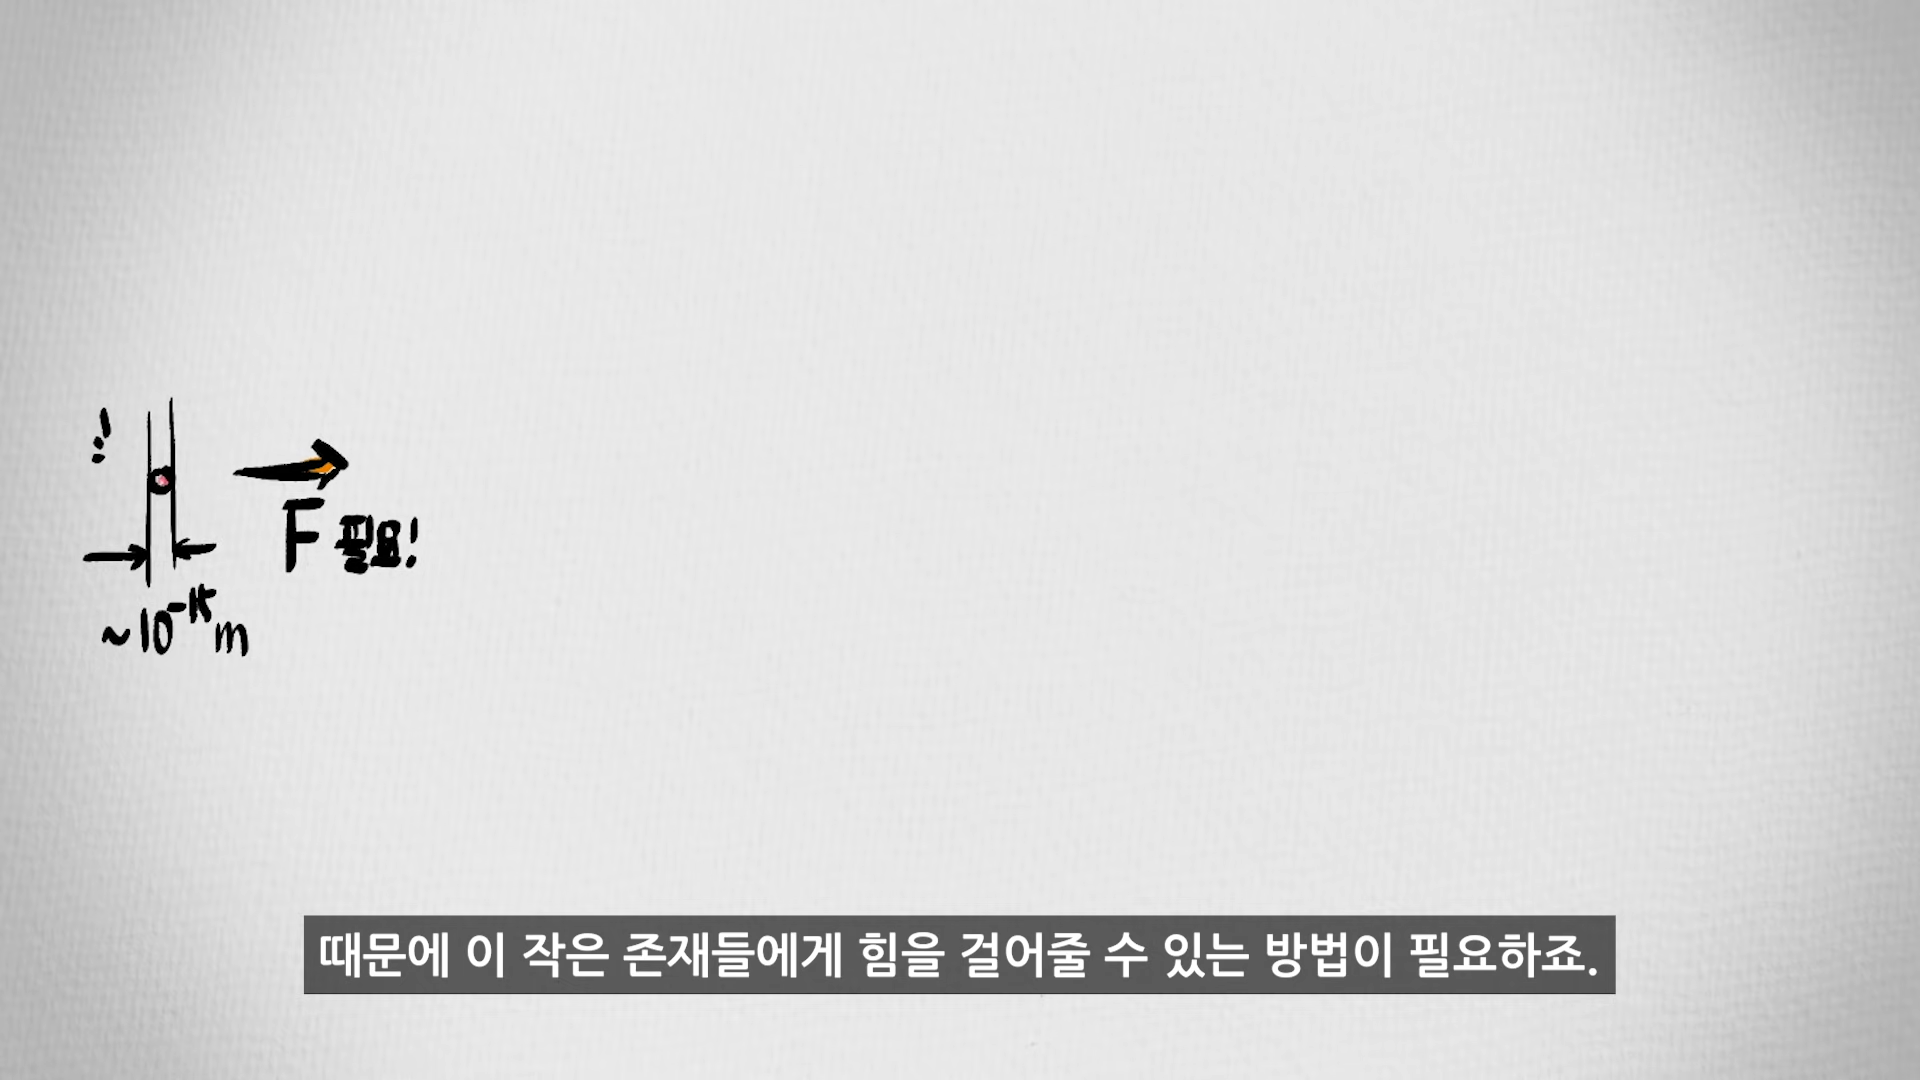 F 필요!
~10⁻¹⁵m
때문에 이 작은 존재들에게 힘을 걸어줄 수 있는 방법이 필요하죠.